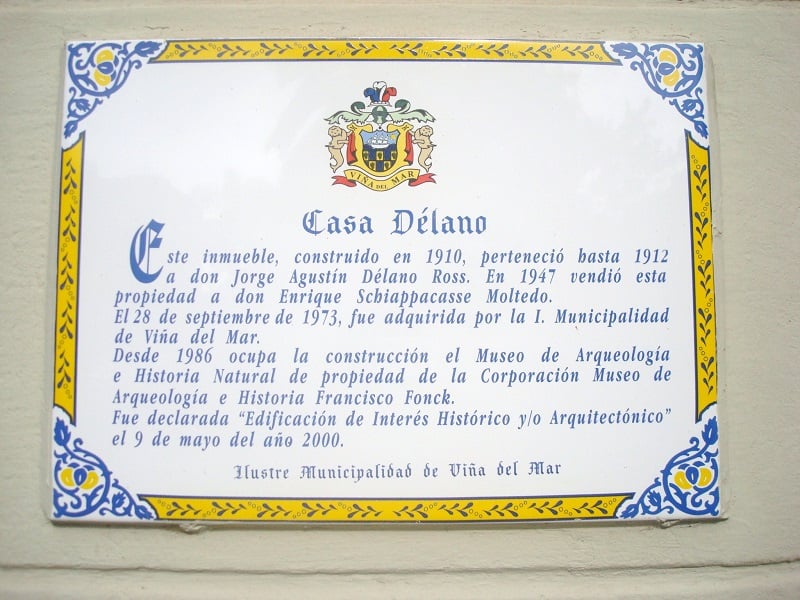 VIÑA DEL MAR
Casa Délano
Este inmueble, construido en 1910, perteneció hasta 1912
a don Jorge Agustín Délano Ross. En 1947 vendió esta
propiedad a don Enrique Schiappacasse Moltedo.
El 28 de septiembre de 1973, fue adquirida por la I. Municipalidad
de Viña del Mar.
Desde 1986 ocupa la construcción el Museo de Arqueología
e Historia Natural de propiedad de la Corporación Museo de
Arqueología e Historia Francisco Fonck.
Fue declarada “Edificación de Interés Histórico y/o Arquitectónico”
el 9 de mayo del año 2000.
Ilustre Municipalidad de Viña del Mar